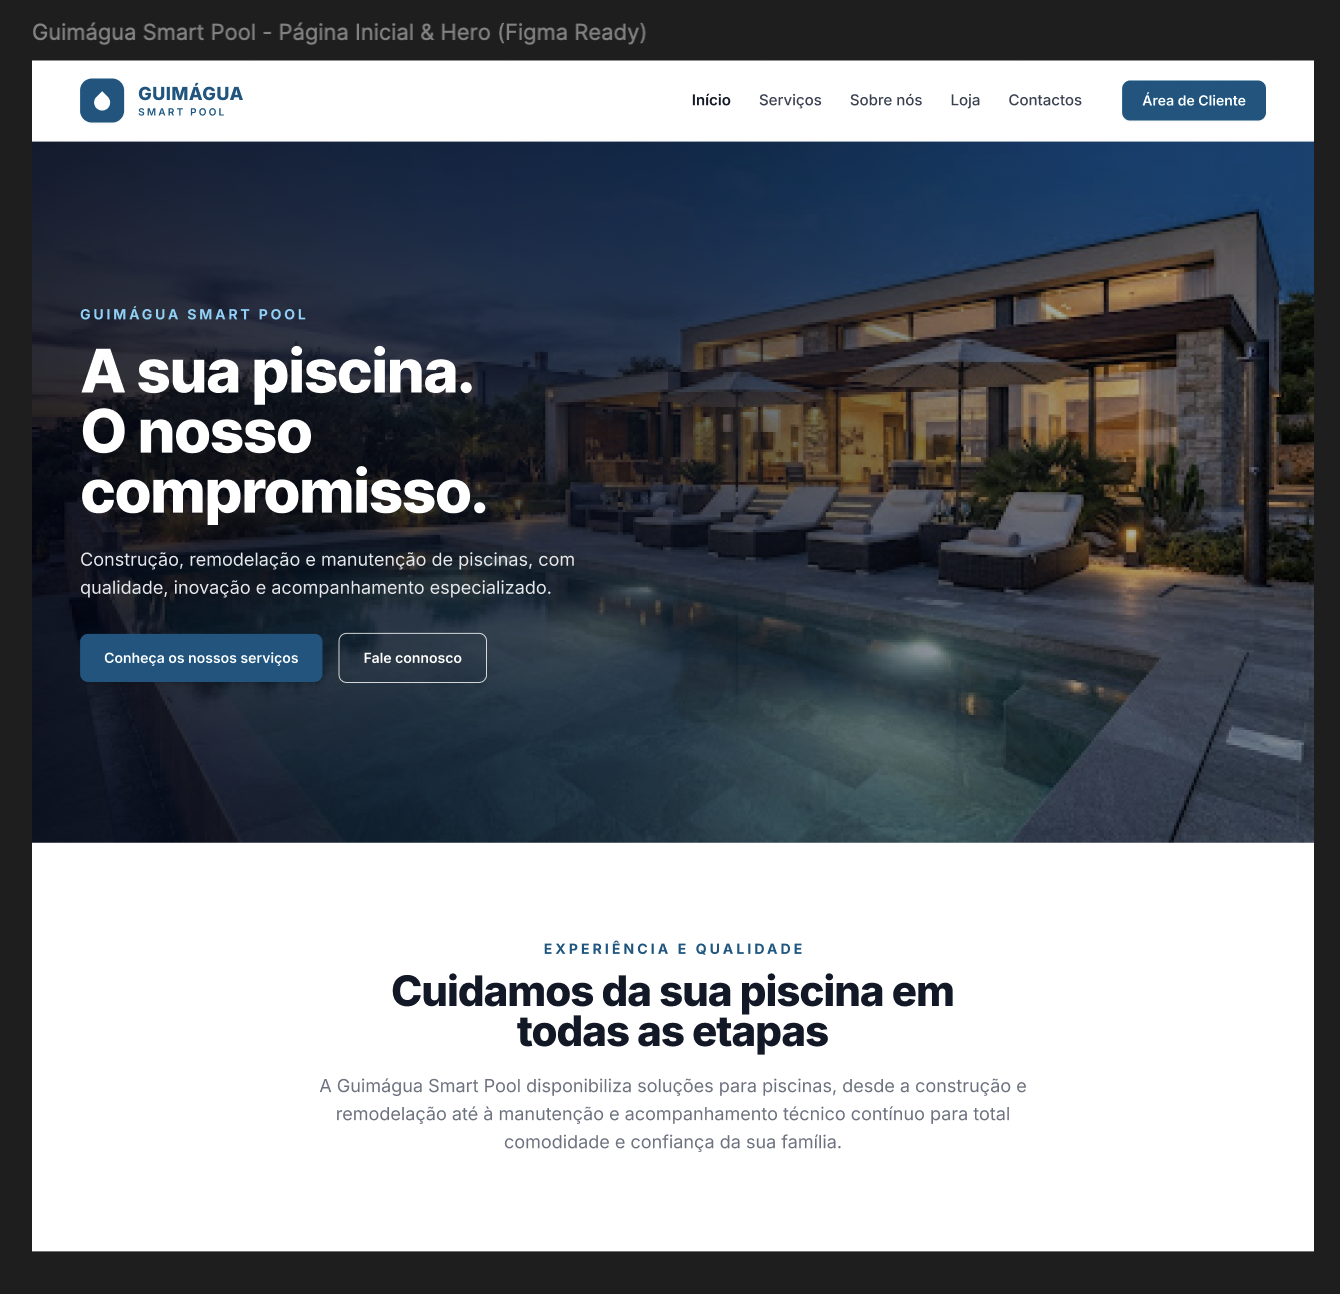 Guimágua Smart Pool - Página Inicial & Hero (Figma Ready)
GUIMÁGUA
SMART POOL
Início
Serviços
Sobre nós
Loja
Contactos
Área de Cliente
GUIMÁGUA SMART POOL
A sua piscina.
O nosso
compromisso.
Construção, remodelação e manutenção de piscinas, com
qualidade, inovação e acompanhamento especializado.
Conheça os nossos serviços
Fale connosco
EXPERIÊNCIA E QUALIDADE
Cuidamos da sua piscina em
todas as etapas
A Guimágua Smart Pool disponibiliza soluções para piscinas, desde a construção e
remodelação até à manutenção e acompanhamento técnico contínuo para total
comodidade e confiança da sua família.